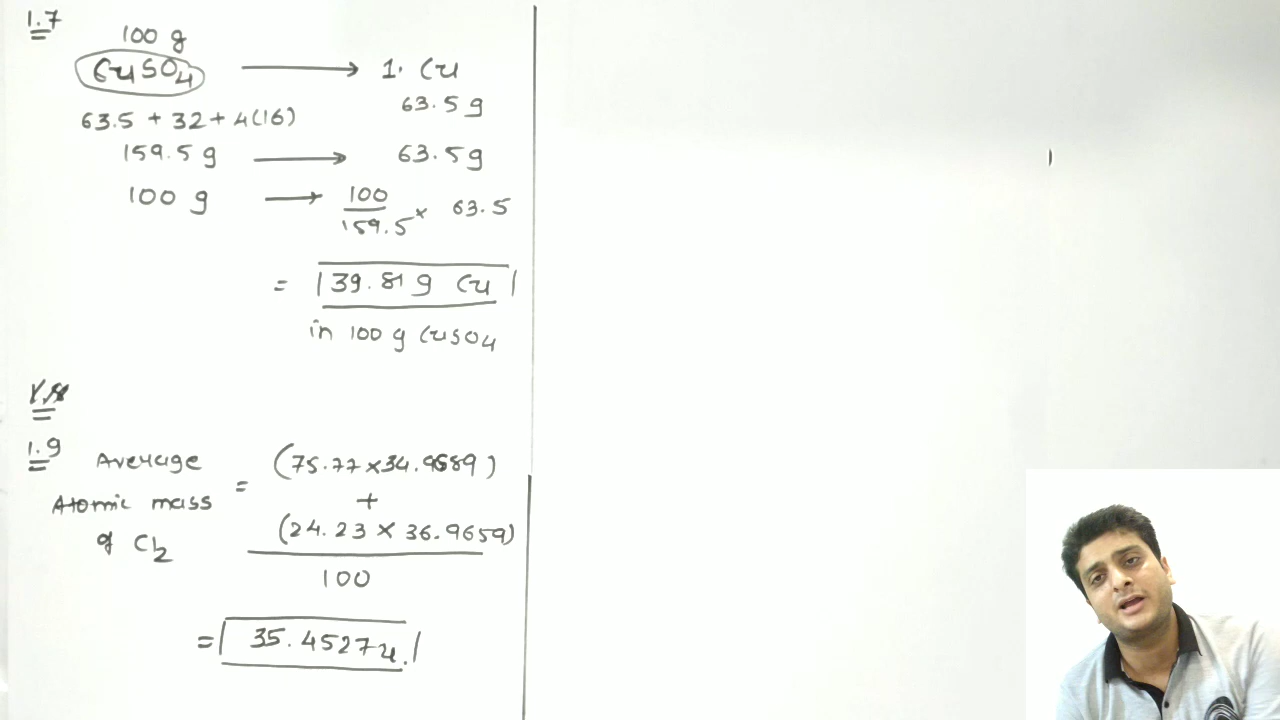 1.7
100 g
CuSO4 → 1. Cu
63.5 g
63.5 + 32 + 4(16)
159.5 g → 63.5 g
100 g → 100/159.5 × 63.5
= 39.81 g Cu
in 100 g CuSO4
1.9
Average Atomic mass of Cl2 = (75.77 × 34.9689)
+
(24.23 × 36.9659)
100
= 35.4527 u.